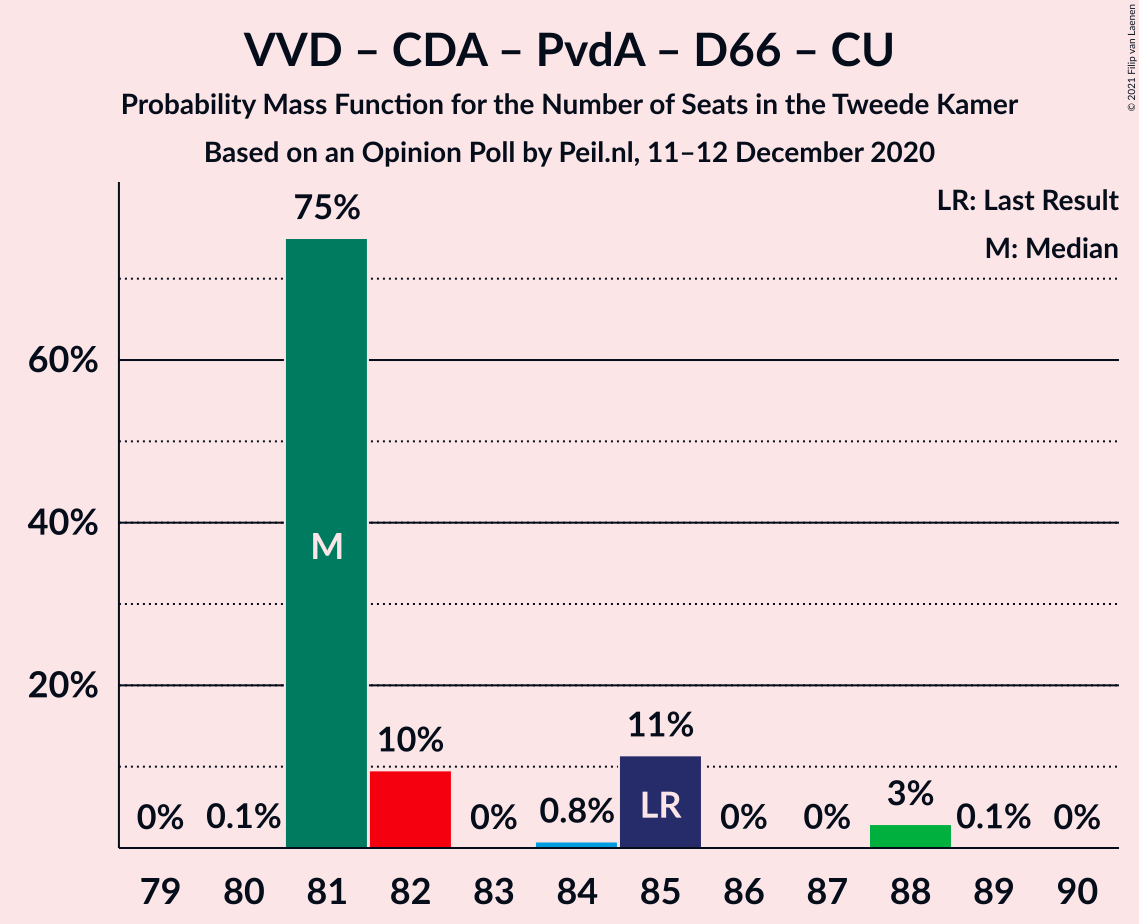 VVD – CDA – PvdA – D66 – CU
Probability Mass Function for the Number of Seats in the Tweede Kamer
Based on an Opinion Poll by Peil.nl, 11–12 December 2020
© 2021 Filip van Laenen
LR: Last Result
M: Median
60%
40%
20%
0%
0.1%
75%
10%
0%
0.8%
11%
0%
0%
3%
0.1%
0%
M
LR
79 80 81 82 83 84 85 86 87 88 89 90